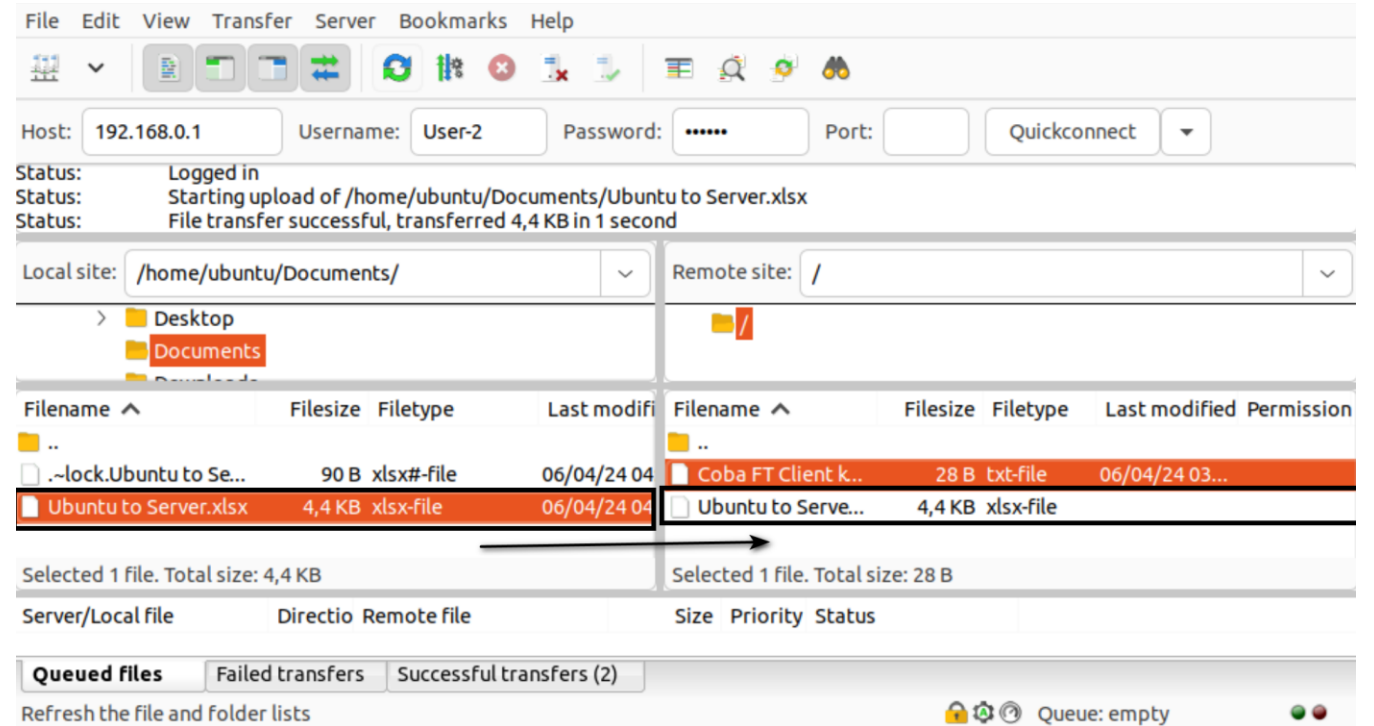 File Edit View Transfer Server Bookmarks Help
Host: 192.168.0.1 Username: User-2 Password: •••••• Port: Quickconnect
Status: Logged in
Status: Starting upload of /home/ubuntu/Documents/Ubuntu to Server.xlsx
Status: File transfer successful, transferred 4,4 KB in 1 second
Local site: /home/ubuntu/Documents/
Remote site: /
Desktop
Documents
Downloads
/
Filename Filesize Filetype Last modifi
..
.~lock.Ubuntu to Se... 90 B xlsx#-file 06/04/24 04
Ubuntu to Server.xlsx 4,4 KB xlsx-file 06/04/24 04
Selected 1 file. Total size: 4,4 KB
Filename Filesize Filetype Last modified Permission
..
Coba FT Client k... 28 B txt-file 06/04/24 03...
Ubuntu to Serve... 4,4 KB xlsx-file
Selected 1 file. Total size: 28 B
Server/Local file Directio Remote file Size Priority Status
Queued files Failed transfers Successful transfers (2)
Refresh the file and folder lists Queue: empty